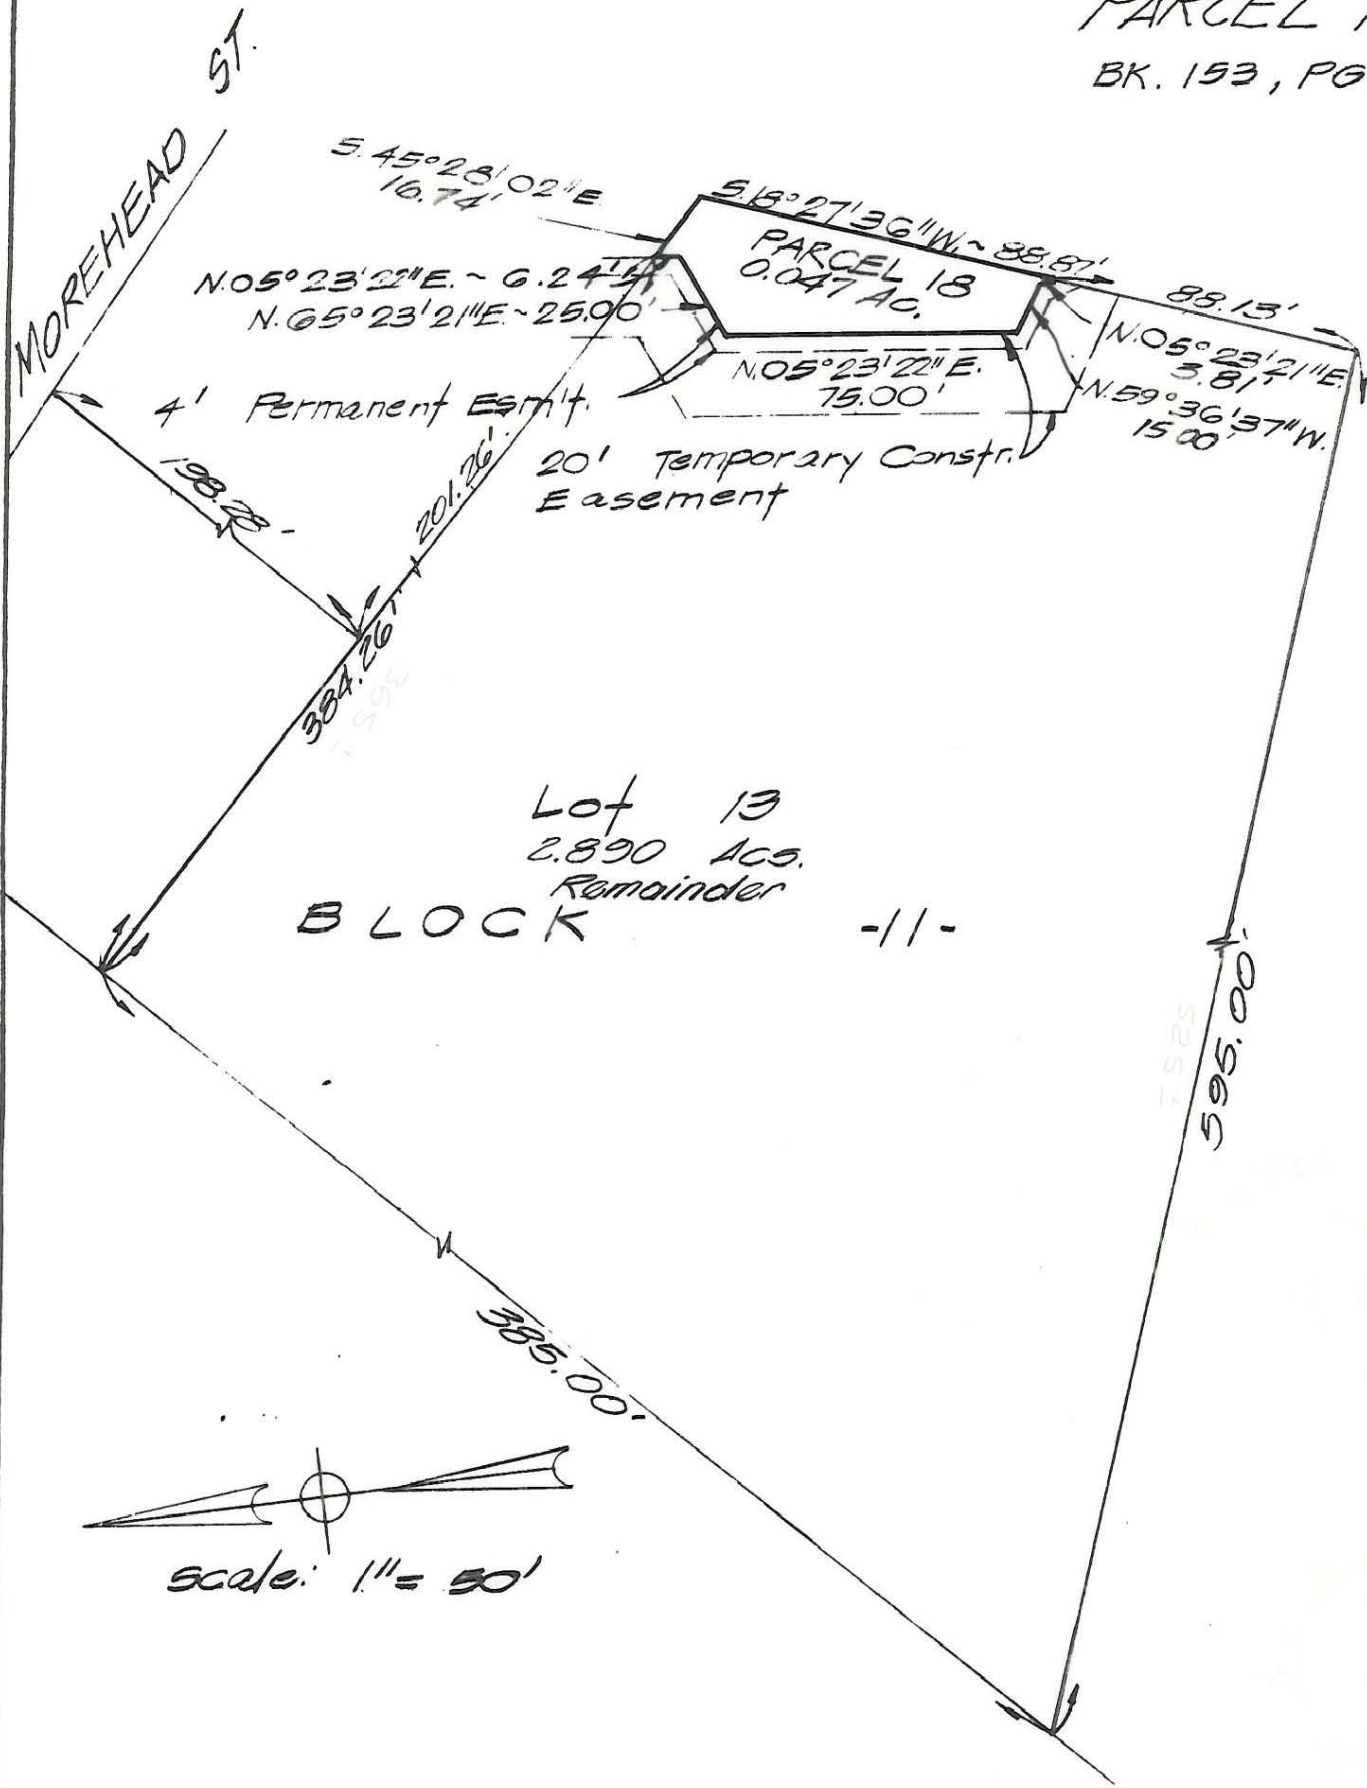 PARCEL
BK. 153, PG
MOREHEAD ST.
S. 45°28'02"E
16.74'
S.18°27'36"W. ~ 88.87'
PARCEL 18
0.047 AC.
N.05°23'22"E. ~ 6.24'
N.65°23'21"E ~ 25.00'
88.13'
N.05°23'21"E.
3.81'
N.05°23'22"E.
75.00'
N.59°36'37"W.
15.00'
4' Permanent Esm't.
20' Temporary Constr.
Easement
198.28
201.26'
384.26'
Lot 13
2.890 Acs.
Remainder
BLOCK -11-
595.00'
385.00'
scale: 1"= 50'